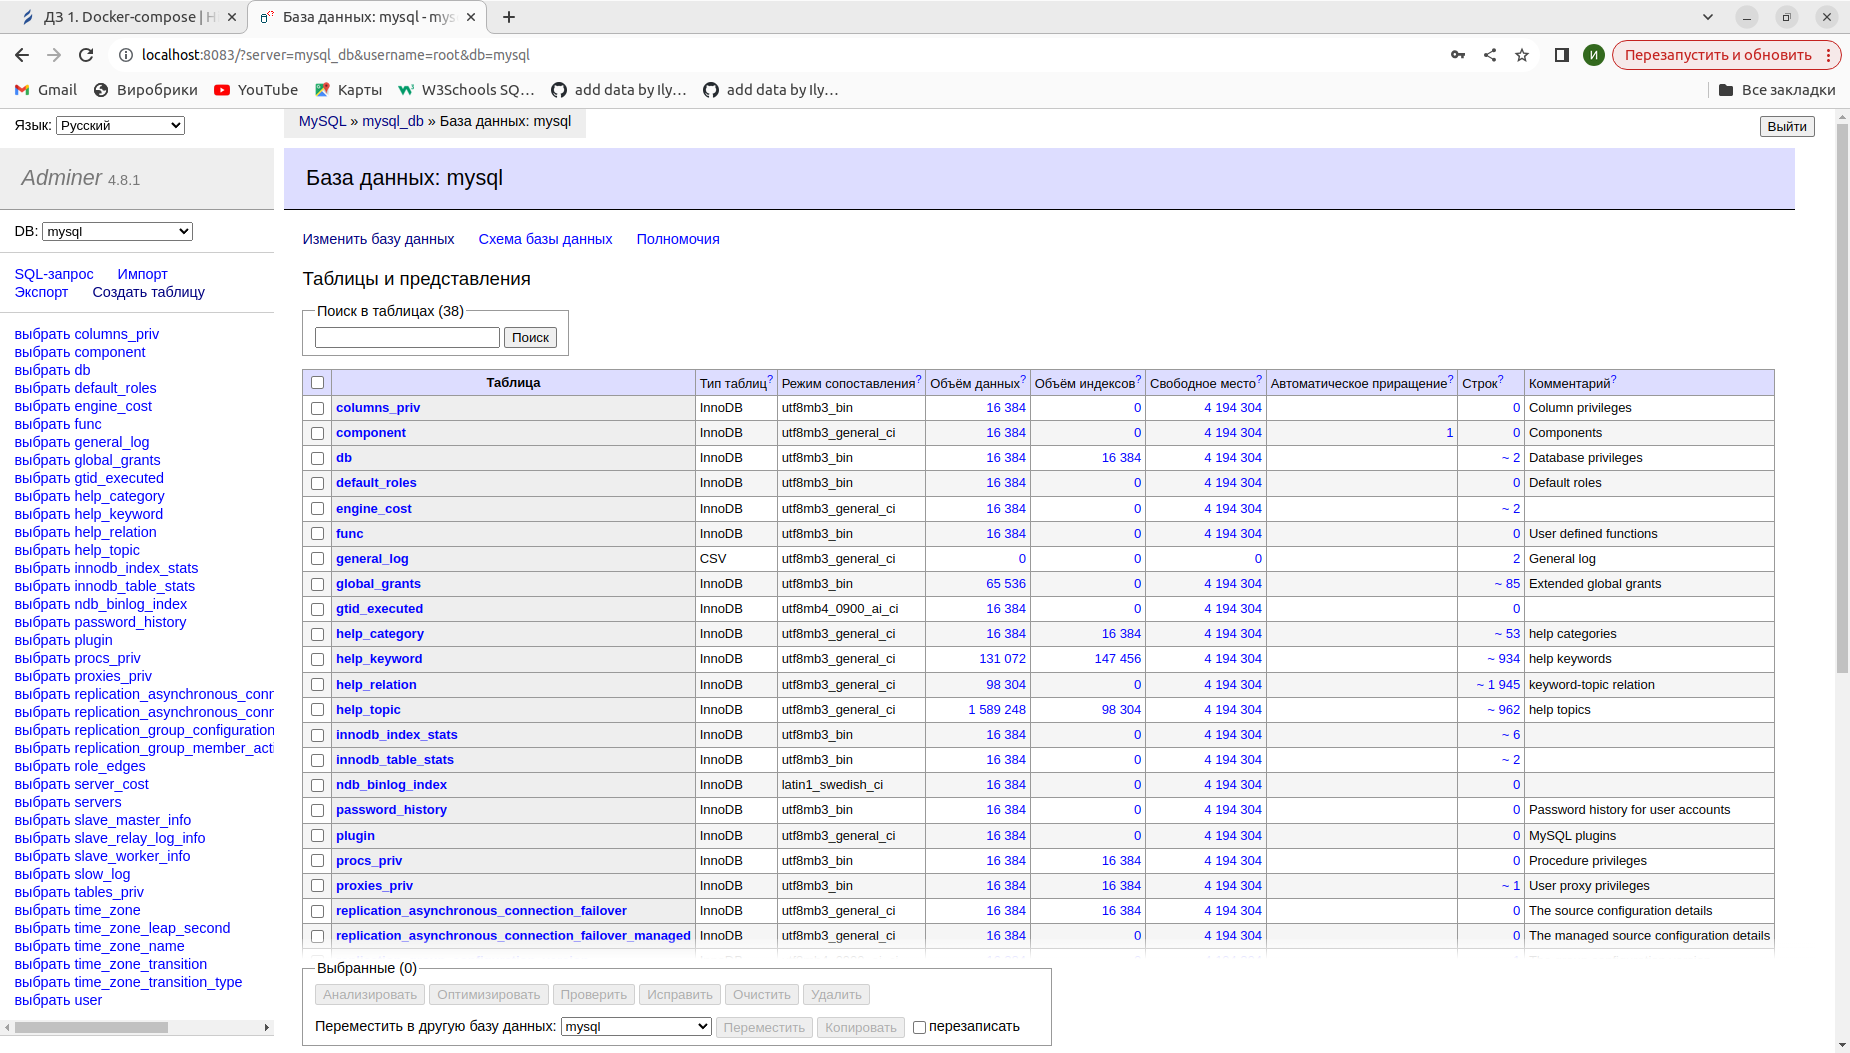 ДЗ 1. Docker-compose | H
База данных: mysql - mys
localhost:8083/?server=mysql_db&username=root&db=mysql
И
Перезапустить и обновить
Gmail
Виробрики
YouTube
Карты
W3Schools SQ...
add data by Ily...
add data by Ily...
Все закладки
Язык: Русский
MySQL » mysql_db » База данных: mysql
Выйти
Adminer 4.8.1
База данных: mysql
DB: mysql
SQL-запрос Импорт
Экспорт Создать таблицу
выбрать columns_priv
выбрать component
выбрать db
выбрать default_roles
выбрать engine_cost
выбрать func
выбрать general_log
выбрать global_grants
выбрать gtid_executed
выбрать help_category
выбрать help_keyword
выбрать help_relation
выбрать help_topic
выбрать innodb_index_stats
выбрать innodb_table_stats
выбрать ndb_binlog_index
выбрать password_history
выбрать plugin
выбрать procs_priv
выбрать proxies_priv
выбрать replication_asynchronous_conn
выбрать replication_asynchronous_conn
выбрать replication_group_configuration
выбрать replication_group_member_acti
выбрать role_edges
выбрать server_cost
выбрать servers
выбрать slave_master_info
выбрать slave_relay_log_info
выбрать slave_worker_info
выбрать slow_log
выбрать tables_priv
выбрать time_zone
выбрать time_zone_leap_second
выбрать time_zone_name
выбрать time_zone_transition
выбрать time_zone_transition_type
выбрать user
Изменить базу данных Схема базы данных Полномочия
Таблицы и представления
Поиск в таблицах (38)
Поиск
Таблица Тип таблиц? Режим сопоставления? Объём данных? Объём индексов? Свободное место? Автоматическое приращение? Строк? Комментарий?
columns_priv InnoDB utf8mb3_bin 16 384 0 4 194 304 0 Column privileges
component InnoDB utf8mb3_general_ci 16 384 0 4 194 304 1 0 Components
db InnoDB utf8mb3_bin 16 384 16 384 4 194 304 ~ 2 Database privileges
default_roles InnoDB utf8mb3_bin 16 384 0 4 194 304 0 Default roles
engine_cost InnoDB utf8mb3_general_ci 16 384 0 4 194 304 ~ 2
func InnoDB utf8mb3_bin 16 384 0 4 194 304 0 User defined functions
general_log CSV utf8mb3_general_ci 0 0 0 2 General log
global_grants InnoDB utf8mb3_bin 65 536 0 4 194 304 ~ 85 Extended global grants
gtid_executed InnoDB utf8mb4_0900_ai_ci 16 384 0 4 194 304 0
help_category InnoDB utf8mb3_general_ci 16 384 16 384 4 194 304 ~ 53 help categories
help_keyword InnoDB utf8mb3_general_ci 131 072 147 456 4 194 304 ~ 934 help keywords
help_relation InnoDB utf8mb3_general_ci 98 304 0 4 194 304 ~ 1 945 keyword-topic relation
help_topic InnoDB utf8mb3_general_ci 1 589 248 98 304 4 194 304 ~ 962 help topics
innodb_index_stats InnoDB utf8mb3_bin 16 384 0 4 194 304 ~ 6
innodb_table_stats InnoDB utf8mb3_bin 16 384 0 4 194 304 ~ 2
ndb_binlog_index InnoDB latin1_swedish_ci 16 384 0 4 194 304 0
password_history InnoDB utf8mb3_bin 16 384 0 4 194 304 0 Password history for user accounts
plugin InnoDB utf8mb3_general_ci 16 384 0 4 194 304 0 MySQL plugins
procs_priv InnoDB utf8mb3_bin 16 384 16 384 4 194 304 0 Procedure privileges
proxies_priv InnoDB utf8mb3_bin 16 384 16 384 4 194 304 ~ 1 User proxy privileges
replication_asynchronous_connection_failover InnoDB utf8mb3_general_ci 16 384 16 384 4 194 304 0 The source configuration details
replication_asynchronous_connection_failover_managed InnoDB utf8mb3_general_ci 16 384 0 4 194 304 0 The managed source configuration details
Выбранные (0)
Анализировать Оптимизировать Проверить Исправить Очистить Удалить
Переместить в другую базу данных: mysql Переместить Копировать перезаписать